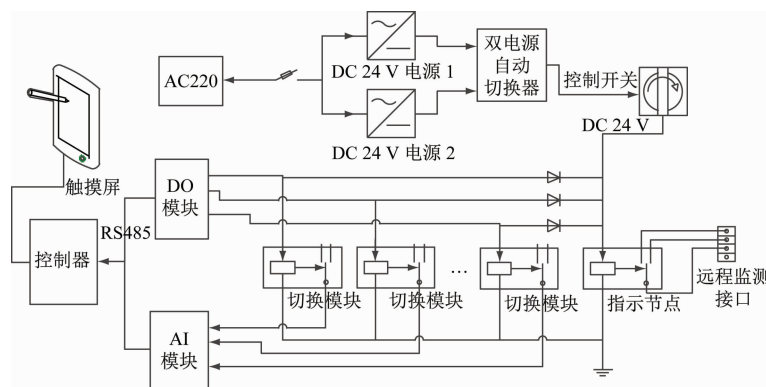 AC220
DC 24 V 电源 1
DC 24 V 电源 2
双电源
自动
切换器
控制开关
DC 24 V
触摸屏
控制器
RS485
DO
模块
AI
模块
切换模块
切换模块
…
切换模块
指示节点
远程监测
接口